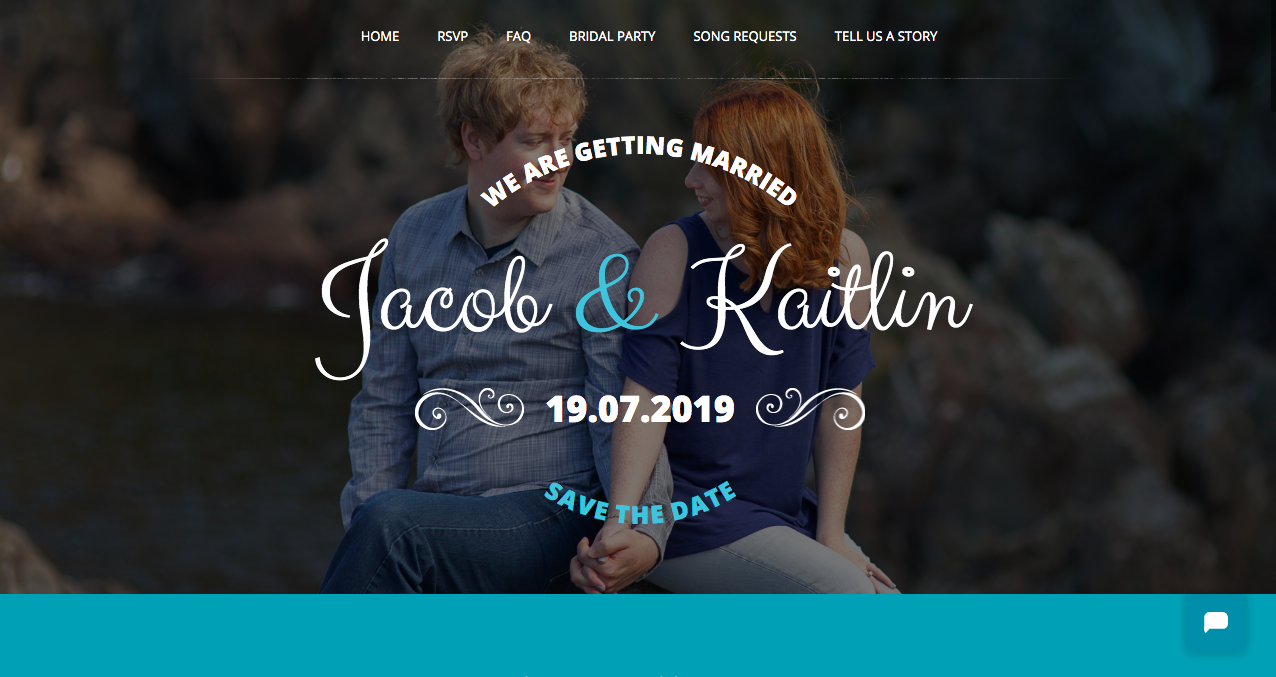 HOME RSVP FAQ BRIDAL PARTY SONG REQUESTS TELL US A STORY
WE ARE GETTING MARRIED
Jacob & Kaitlin
19.07.2019
SAVE THE DATE